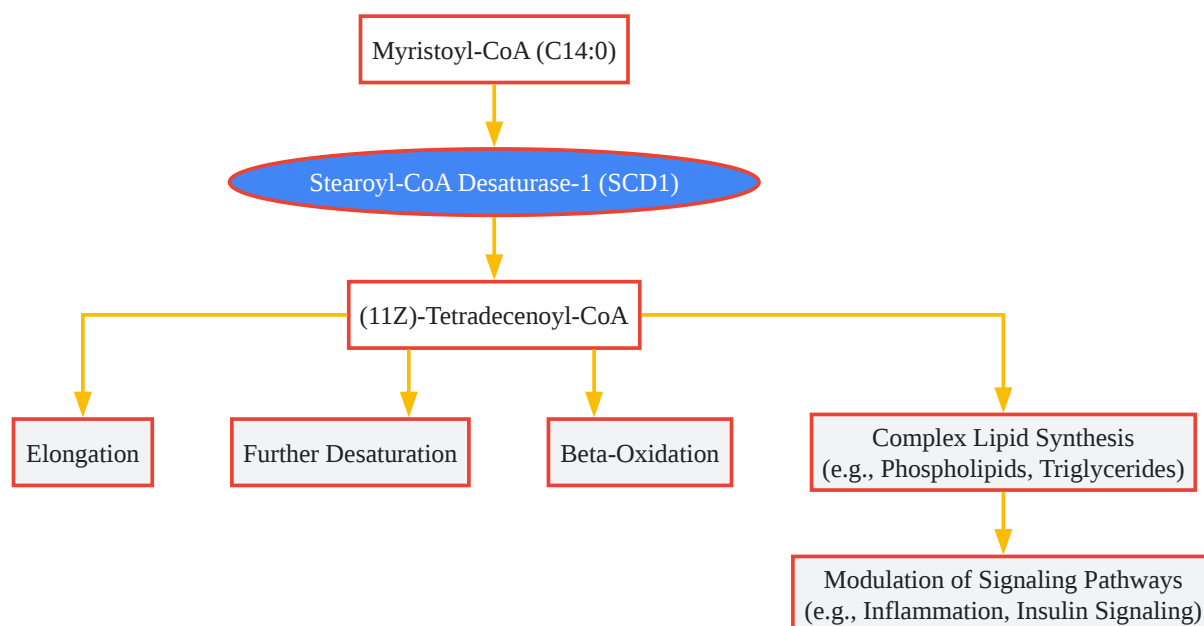 Myristoyl-CoA (C14:0)
Stearoyl-CoA Desaturase-1 (SCD1)
(11Z)-Tetradecenoyl-CoA
Elongation
Further Desaturation
Beta-Oxidation
Complex Lipid Synthesis
(e.g., Phospholipids, Triglycerides)
Modulation of Signaling Pathways
(e.g., Inflammation, Insulin Signaling)